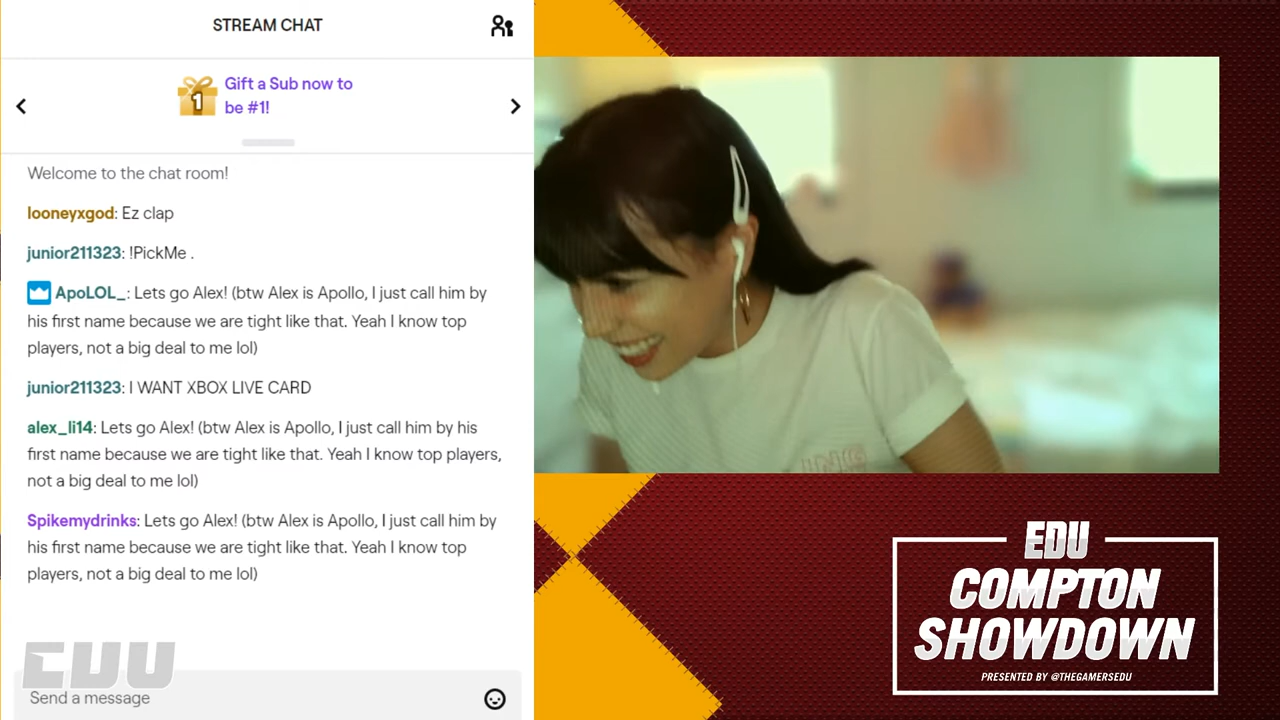 STREAM CHAT
1
Gift a Sub now to
be #1!
Welcome to the chat room!
looneyxgod: Ez clap
junior211323: !PickMe .
ApoLOL_: Lets go Alex! (btw Alex is Apollo, I just call him by
his first name because we are tight like that. Yeah I know top
players, not a big deal to me lol)
junior211323: I WANT XBOX LIVE CARD
alex_li14: Lets go Alex! (btw Alex is Apollo, I just call him by his
first name because we are tight like that. Yeah I know top players,
not a big deal to me lol)
Spikemydrinks: Lets go Alex! (btw Alex is Apollo, I just call him by
his first name because we are tight like that. Yeah I know top
players, not a big deal to me lol)
EDU
Send a message
EDU
COMPTON
SHOWDOWN
PRESENTED BY @THEGAMERSEDU